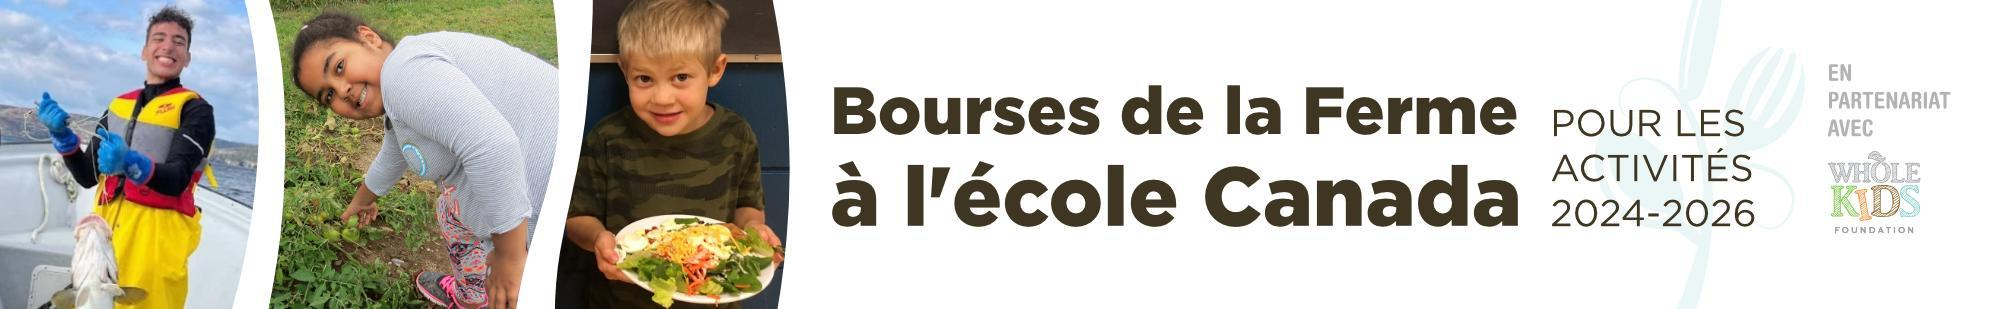 Bourses de la Ferme
à l'école Canada
POUR LES
ACTIVITÉS
2024-2026
EN
PARTENARIAT
AVEC
WHOLE
KIDS
FOUNDATION